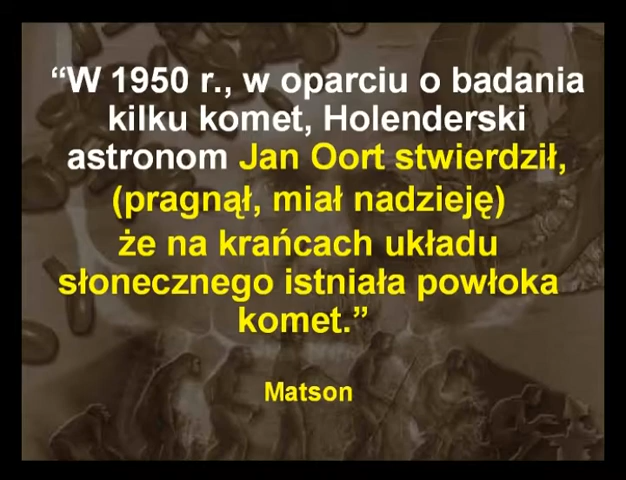 “W 1950 r., w oparciu o badania
kilku komet, Holenderski
astronom Jan Oort stwierdził,
(pragnął, miał nadzieję)
że na krańcach układu
słonecznego istniała powłoka
komet.”
Matson